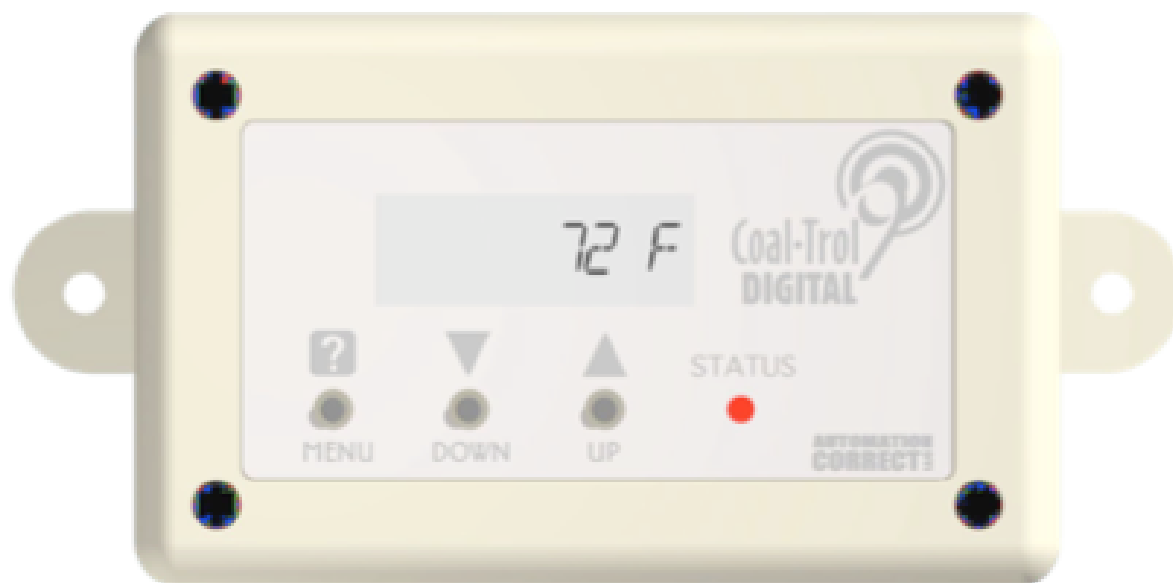 72 F
Coal-Trol
DIGITAL
?
STATUS
MENU DOWN UP
AUTOMATION
CORRECT